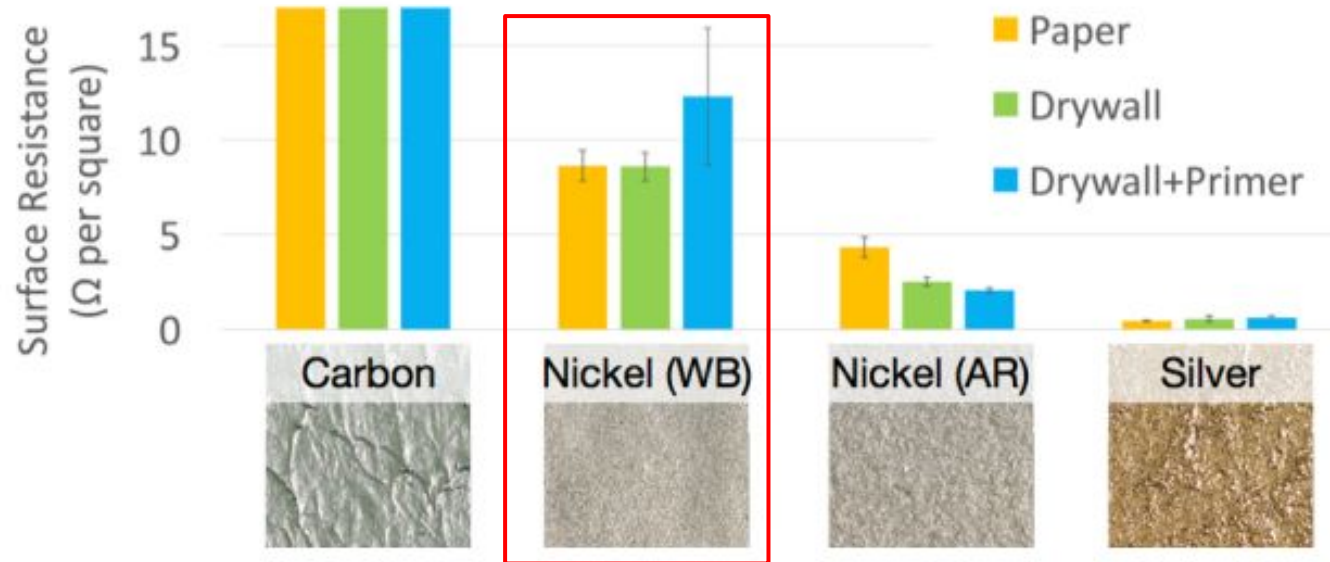 Surface Resistance
(Ω per square)
15
10
5
0
Paper
Drywall
Drywall+Primer
Carbon
Nickel (WB)
Nickel (AR)
Silver